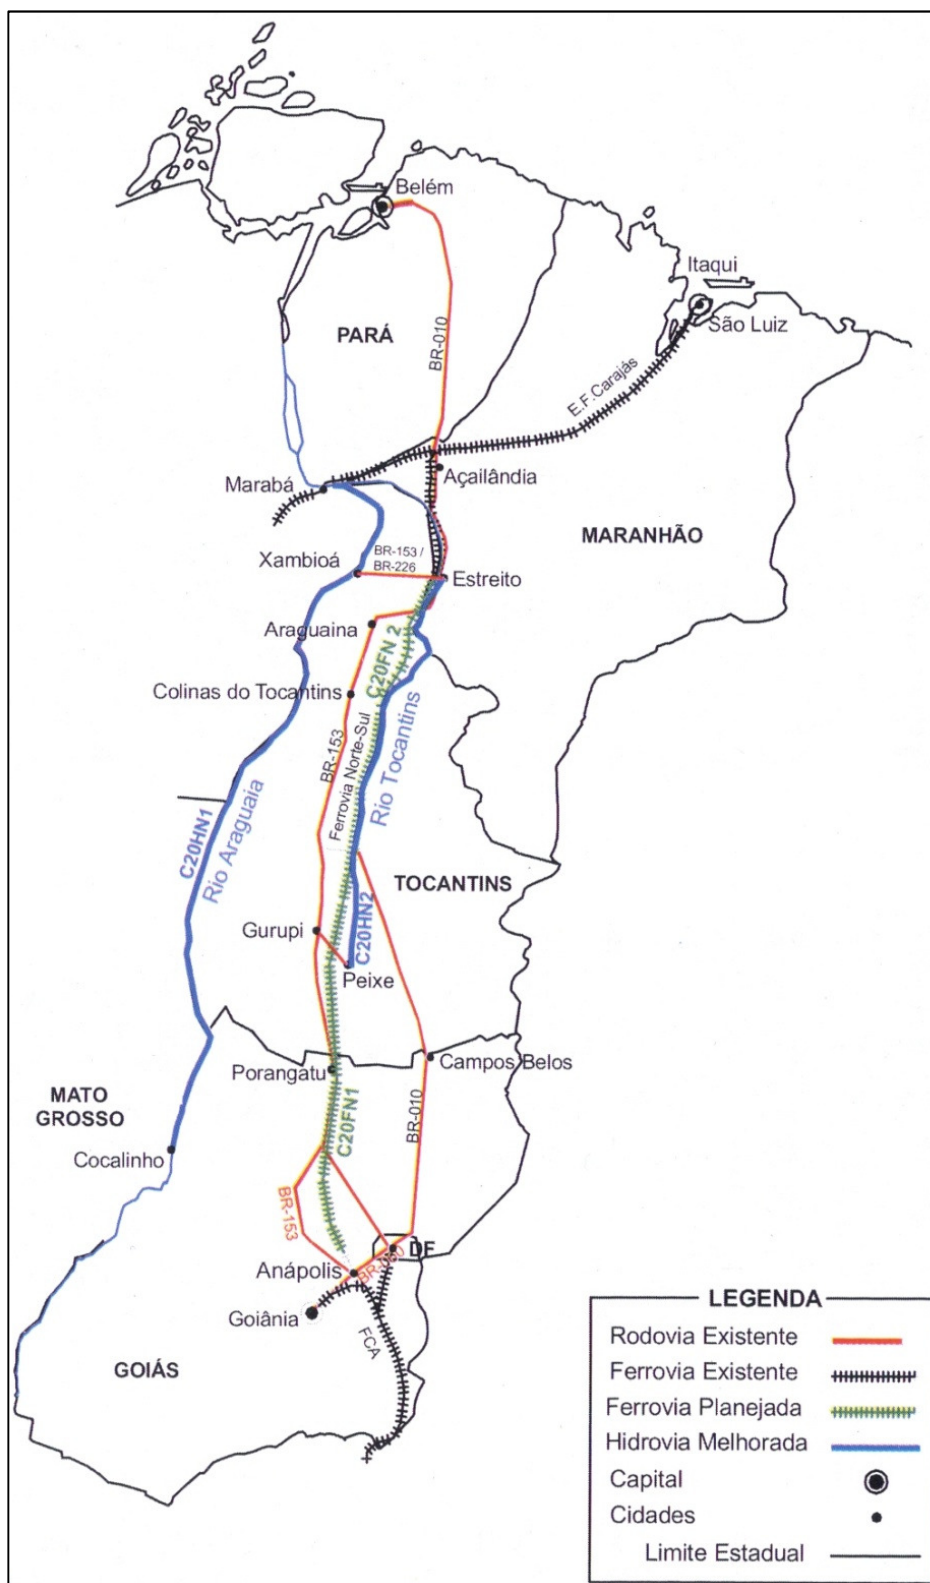 Belém
Itaqui
São Luiz
PARÁ
BR-010
E.F.Carajás
Açailândia
Marabá
MARANHÃO
Xambioá
BR-153 /
BR-226
Estreito
Araguaina
C20FN 2
Colinas do Tocantins
BR-153
Ferrovia Norte-Sul
Rio Tocantins
C20HN1
Rio Araguaia
TOCANTINS
Gurupi
C20HN2
Peixe
Porangatu
Campos Belos
MATO
GROSSO
C20FN1
BR-010
Cocalinho
BR-153
DF
Anápolis
BR-060
Goiânia
FCA
GOIÁS
LEGENDA
Rodovia Existente
Ferrovia Existente
Ferrovia Planejada
Hidrovia Melhorada
Capital
Cidades
Limite Estadual